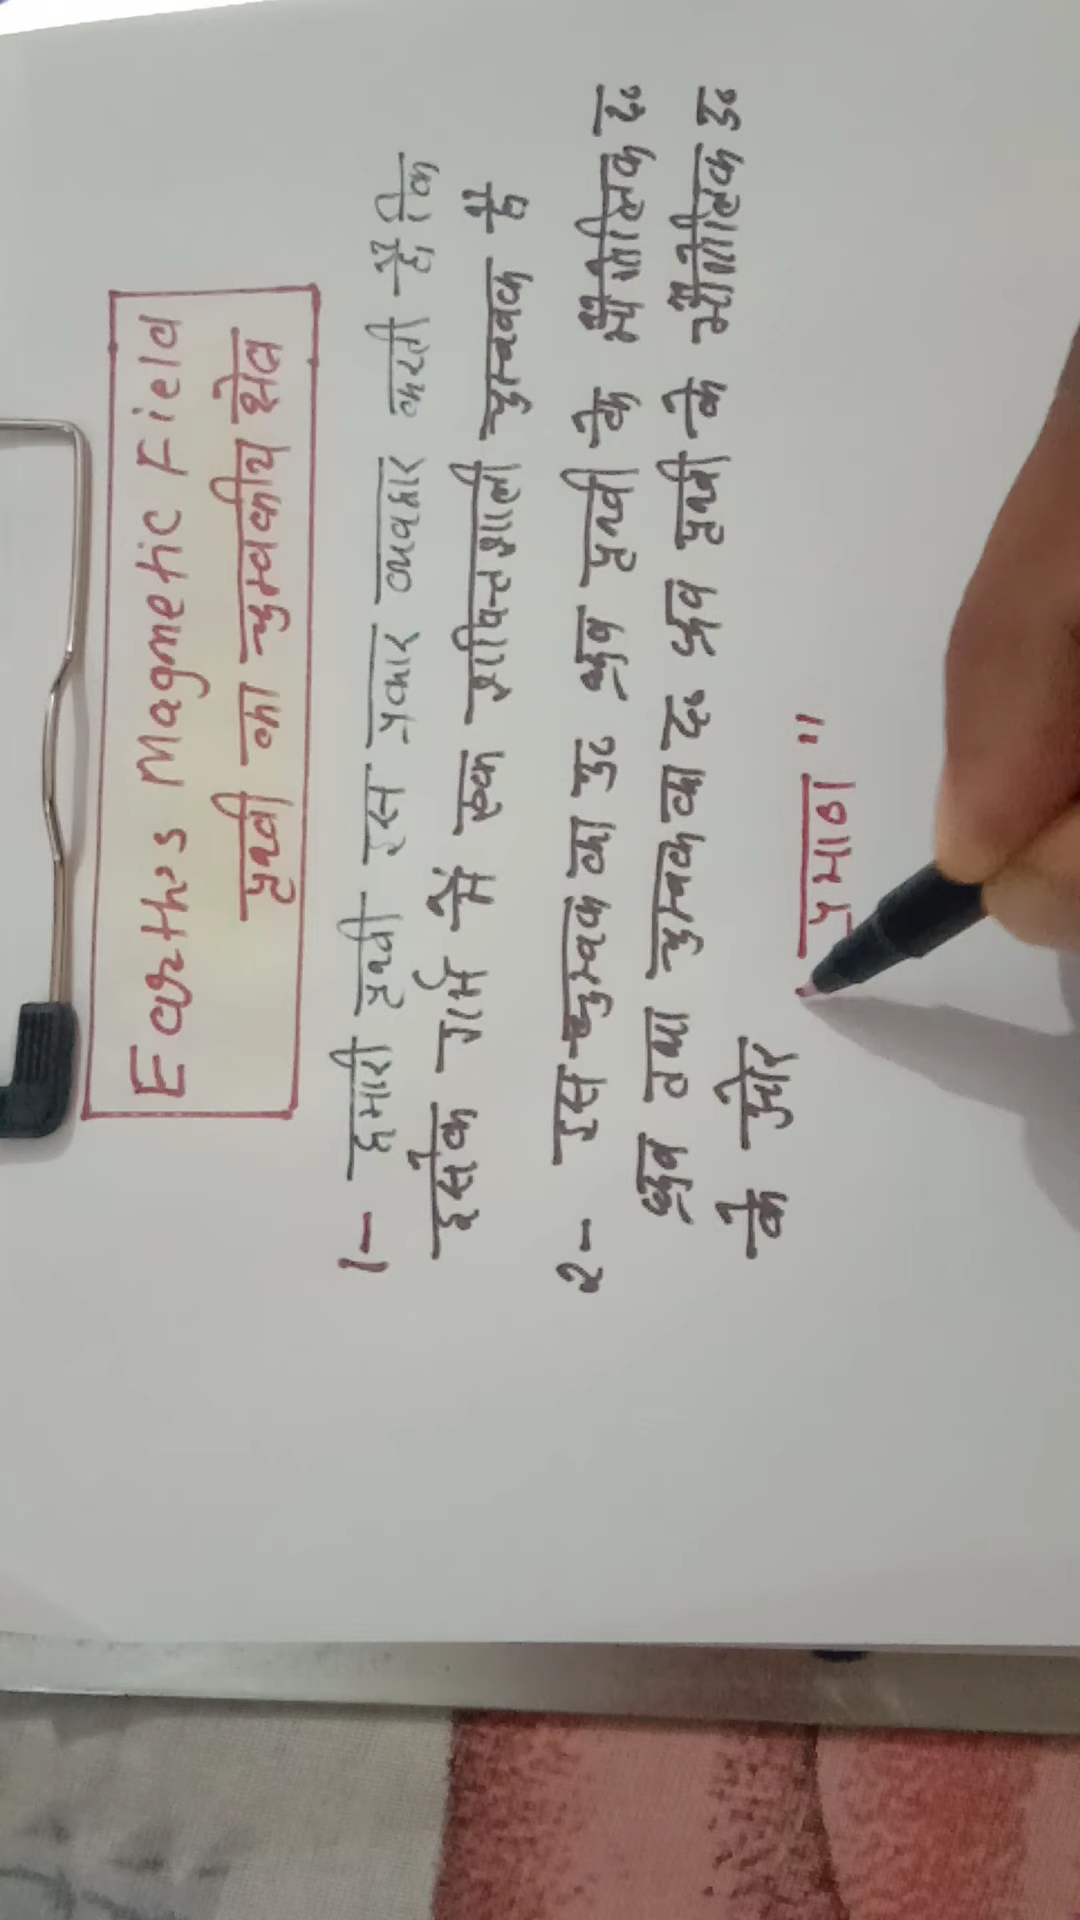 Earth's Magnetic Field
पृथ्वी का चुम्बकीय क्षेत्र
1- हमारी पृथ्वी इस प्रकार व्यवहार करती है कि
इसके गर्भ में एक शक्तिशाली चुम्बक है
2- इस चुम्बक का उ० ध्रुव पृथ्वी के भौगोलिक द०
ध्रुव तथा चुम्बक का द० ध्रुव पृथ्वी के भौगोलिक उ०
के ओर
प्रमाण "